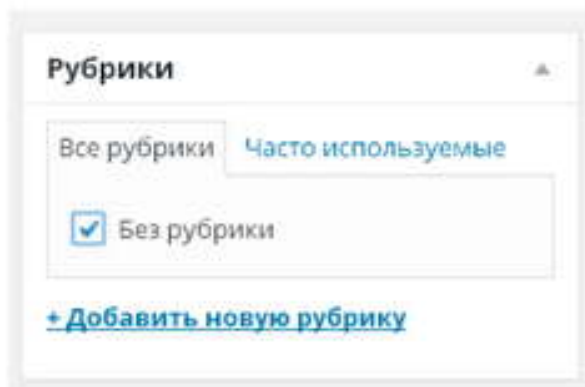 Рубрики
Все рубрики Часто используемые
Без рубрики
+ Добавить новую рубрику